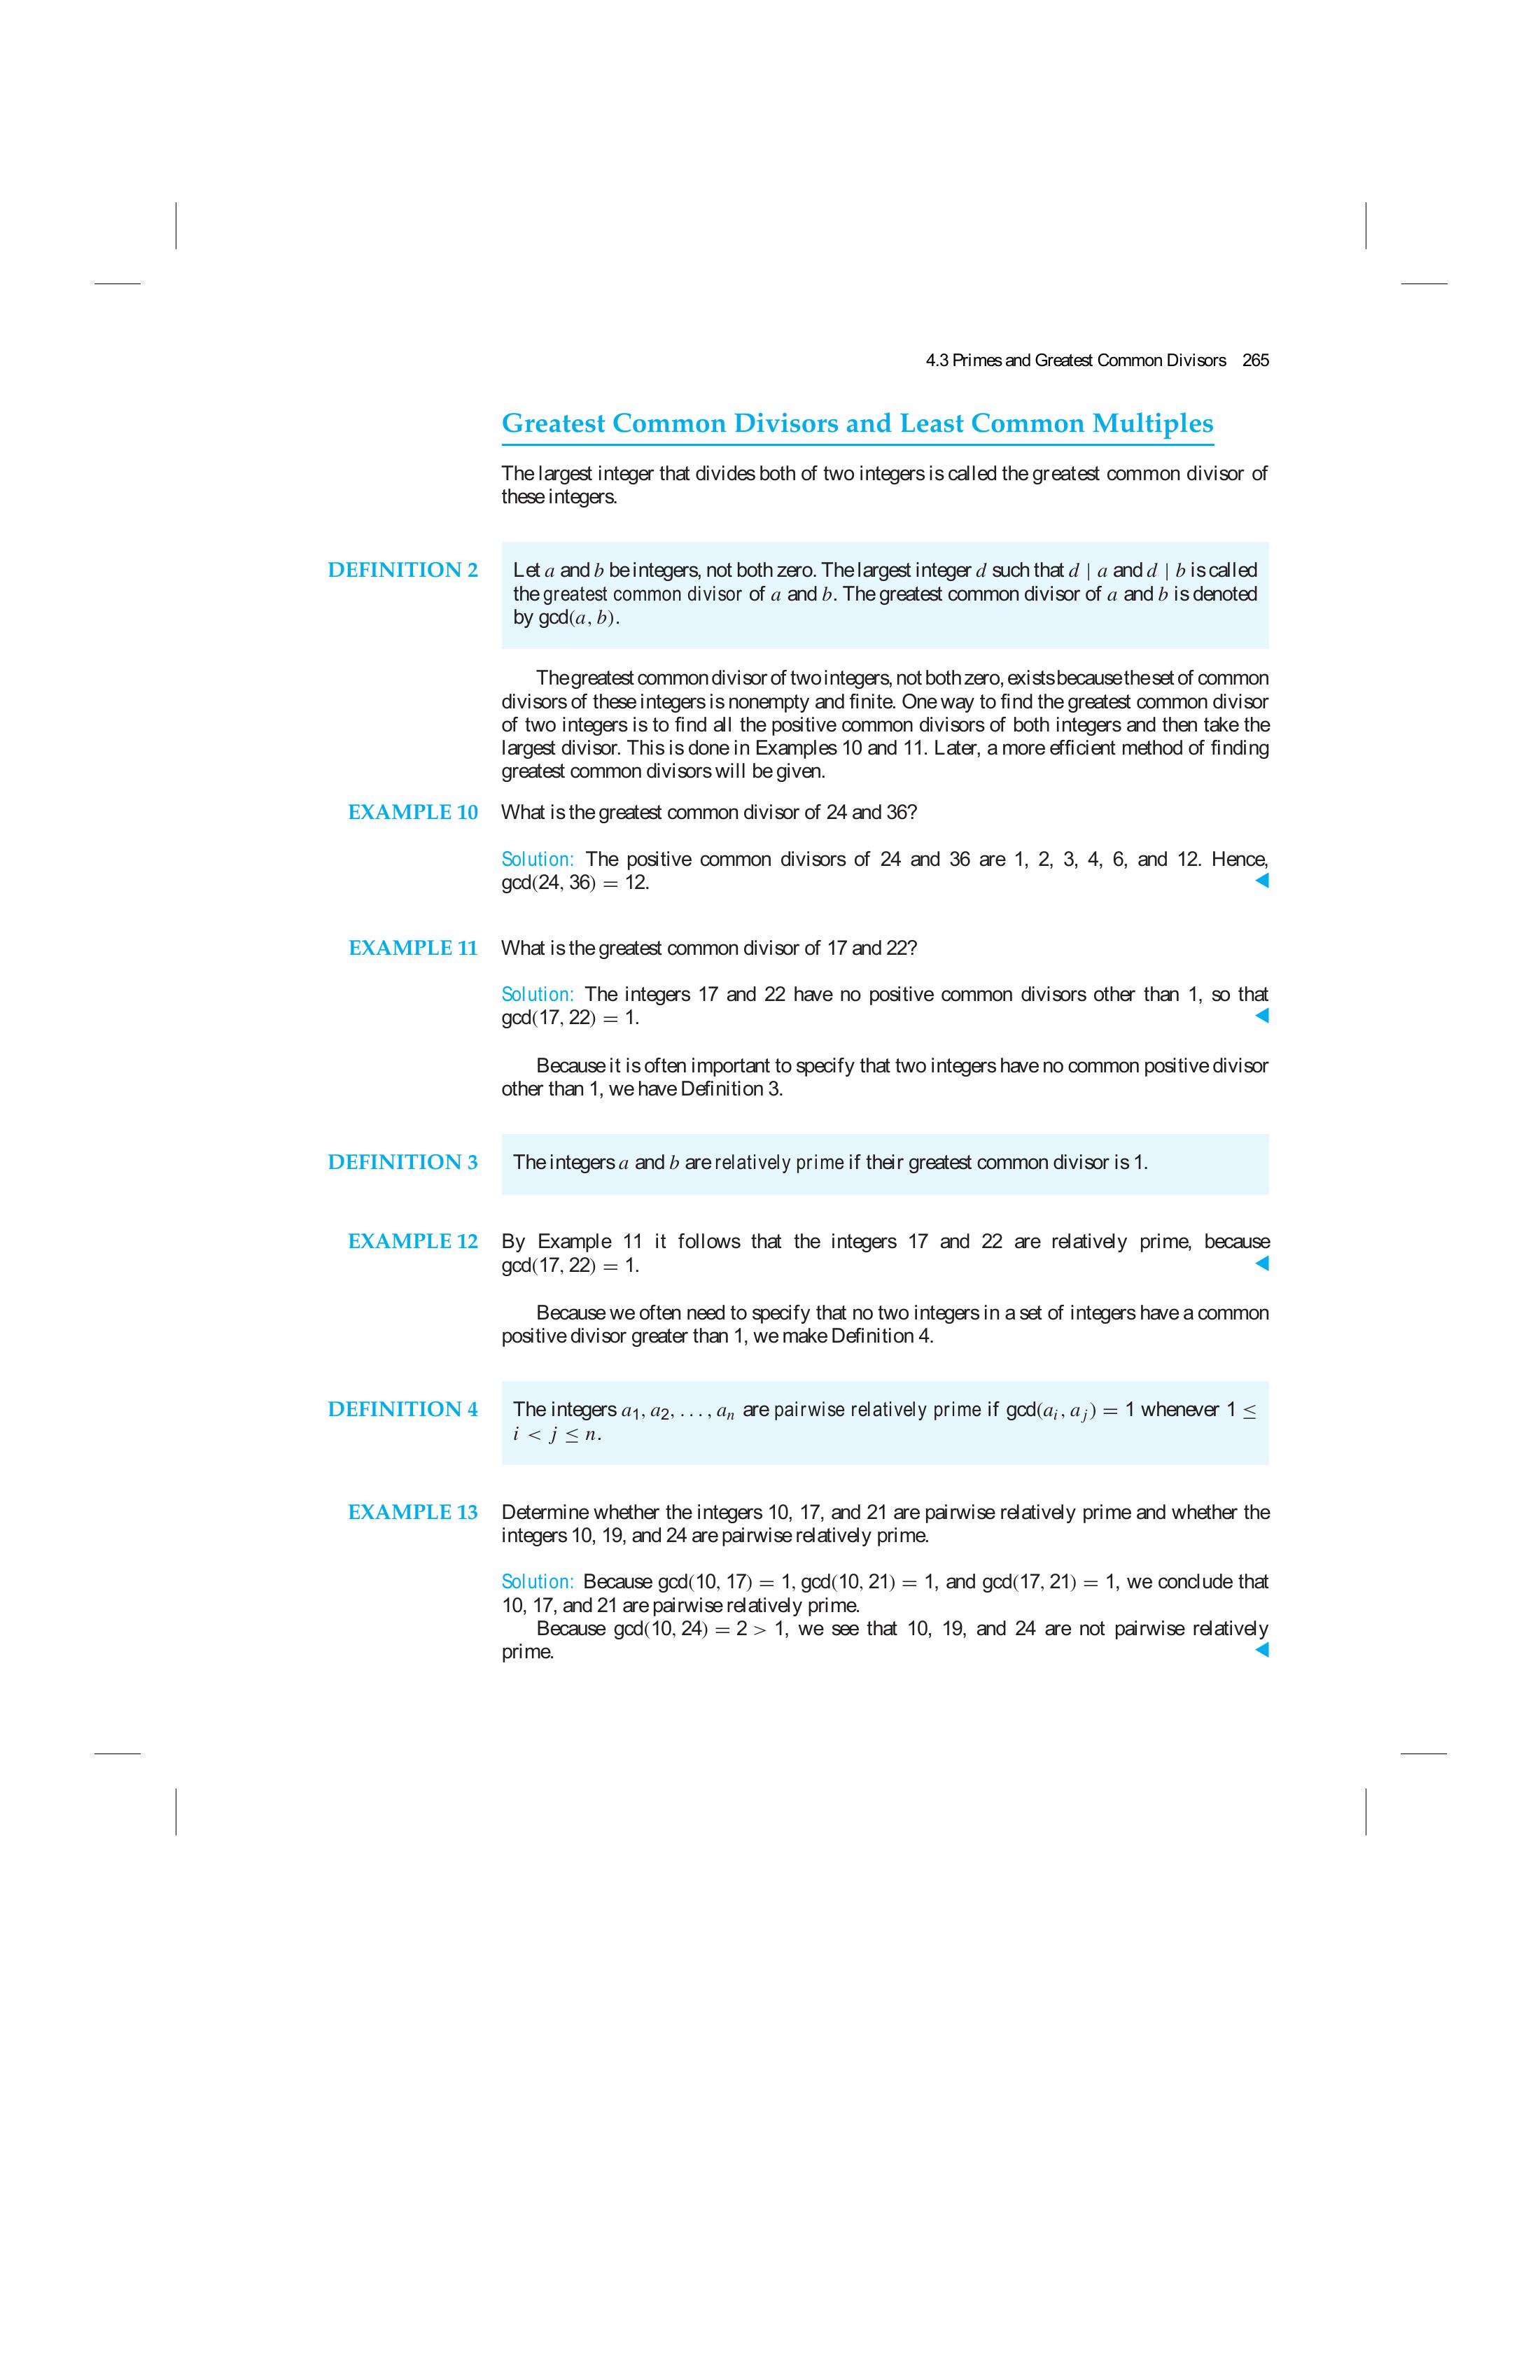 4.3 Primes and Greatest Common Divisors 265
Greatest Common Divisors and Least Common Multiples
The largest integer that divides both of two integers is called the greatest common divisor of
these integers.
DEFINITION 2
Let a and b be integers, not both zero. The largest integer d such that d | a and d | b is called
the greatest common divisor of a and b. The greatest common divisor of a and b is denoted
by gcd(a, b).
The greatest common divisor of two integers, not both zero, exists because the set of common
divisors of these integers is nonempty and finite. One way to find the greatest common divisor
of two integers is to find all the positive common divisors of both integers and then take the
largest divisor. This is done in Examples 10 and 11. Later, a more efficient method of finding
greatest common divisors will be given.
EXAMPLE 10 What is the greatest common divisor of 24 and 36?
Solution: The positive common divisors of 24 and 36 are 1, 2, 3, 4, 6, and 12. Hence,
gcd(24, 36) = 12.
EXAMPLE 11 What is the greatest common divisor of 17 and 22?
Solution: The integers 17 and 22 have no positive common divisors other than 1, so that
gcd(17, 22) = 1.
Because it is often important to specify that two integers have no common positive divisor
other than 1, we have Definition 3.
DEFINITION 3 The integers a and b are relatively prime if their greatest common divisor is 1.
EXAMPLE 12 By Example 11 it follows that the integers 17 and 22 are relatively prime, because
gcd(17, 22) = 1.
Because we often need to specify that no two integers in a set of integers have a common
positive divisor greater than 1, we make Definition 4.
DEFINITION 4 The integers a₁, a₂, . . . , aₙ are pairwise relatively prime if gcd(aᵢ, aⱼ) = 1 whenever 1 ≤
i < j ≤ n.
EXAMPLE 13 Determine whether the integers 10, 17, and 21 are pairwise relatively prime and whether the
integers 10, 19, and 24 are pairwise relatively prime.
Solution: Because gcd(10, 17) = 1, gcd(10, 21) = 1, and gcd(17, 21) = 1, we conclude that
10, 17, and 21 are pairwise relatively prime.
Because gcd(10, 24) = 2 > 1, we see that 10, 19, and 24 are not pairwise relatively
prime.